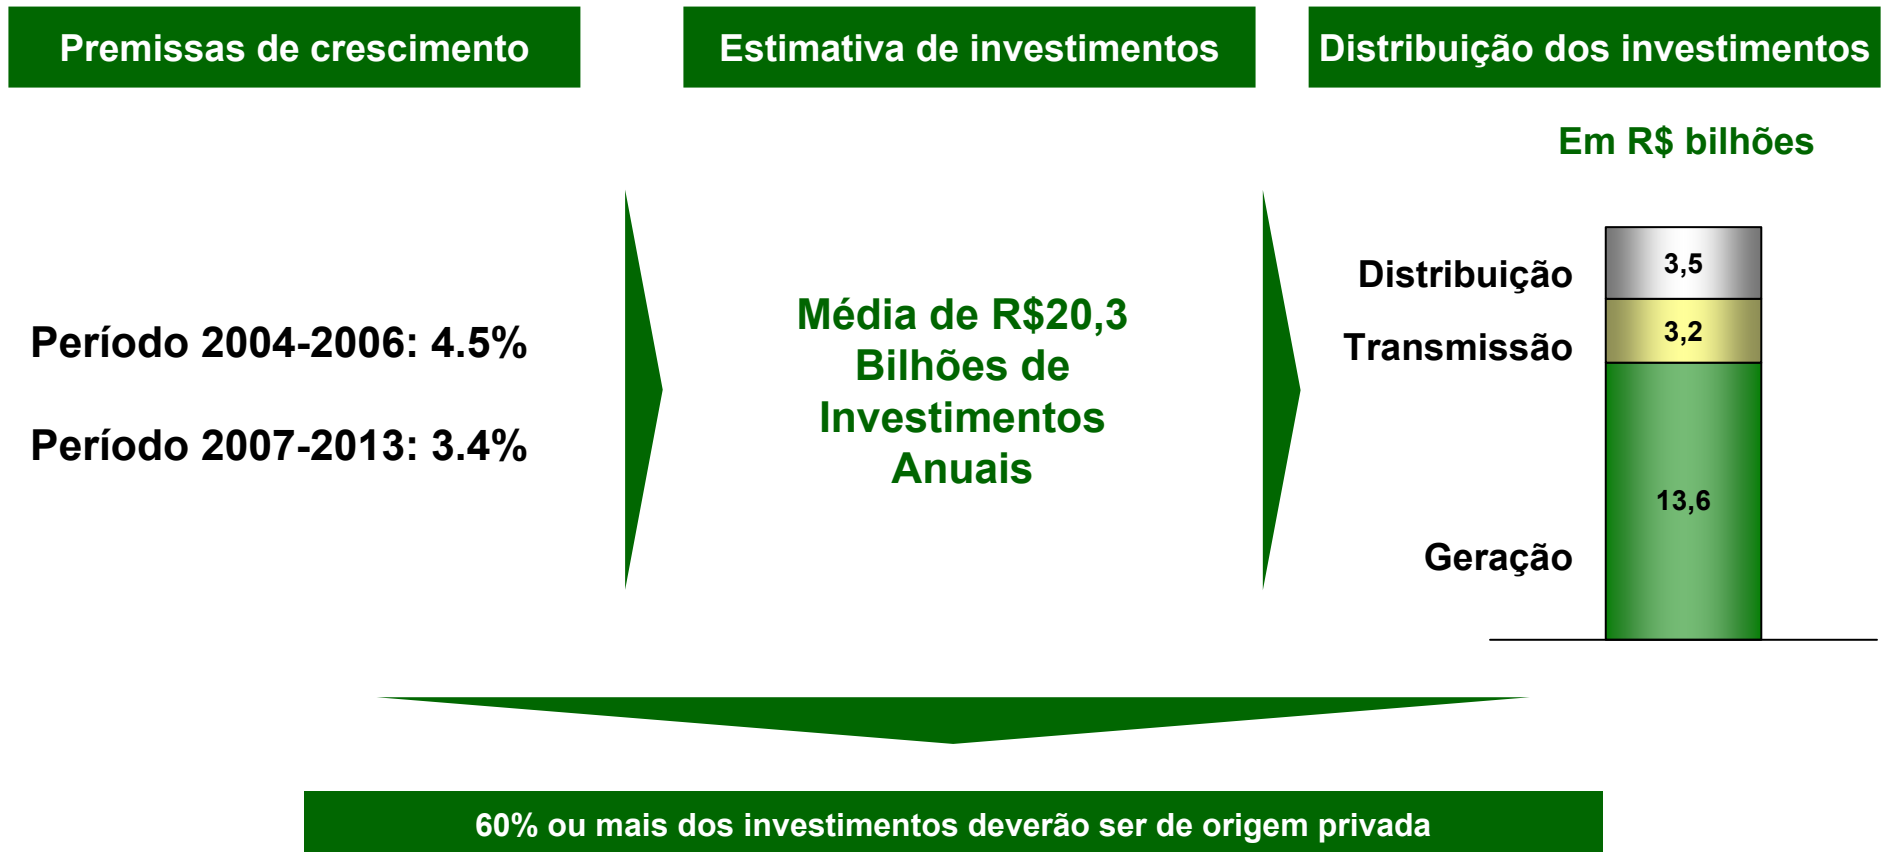 Premissas de crescimento
Estimativa de investimentos
Distribuição dos investimentos
Período 2004-2006: 4.5%
Período 2007-2013: 3.4%
Média de R$20,3
Bilhões de
Investimentos
Anuais
Em R$ bilhões
Distribuição
3,5
Transmissão
3,2
Geração
13,6
60% ou mais dos investimentos deverão ser de origem privada